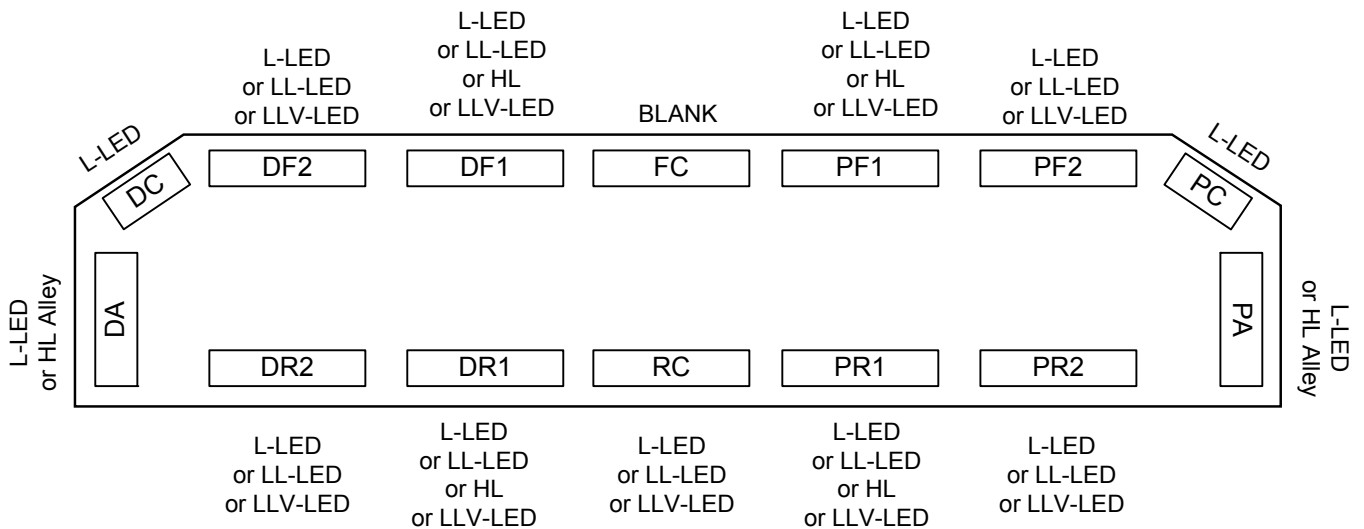 L-LED
or LL-LED
or LLV-LED
L-LED
or LL-LED
or HL
or LLV-LED
BLANK
L-LED
or LL-LED
or HL
or LLV-LED
L-LED
or LL-LED
or LLV-LED
L-LED
L-LED
DC
DF2
DF1
FC
PF1
PF2
PC
L-LED
or HL Alley
DA
PA
L-LED
or HL Alley
DR2
DR1
RC
PR1
PR2
L-LED
or LL-LED
or LLV-LED
L-LED
or LL-LED
or HL
or LLV-LED
L-LED
or LL-LED
or LLV-LED
L-LED
or LL-LED
or HL
or LLV-LED
L-LED
or LL-LED
or LLV-LED